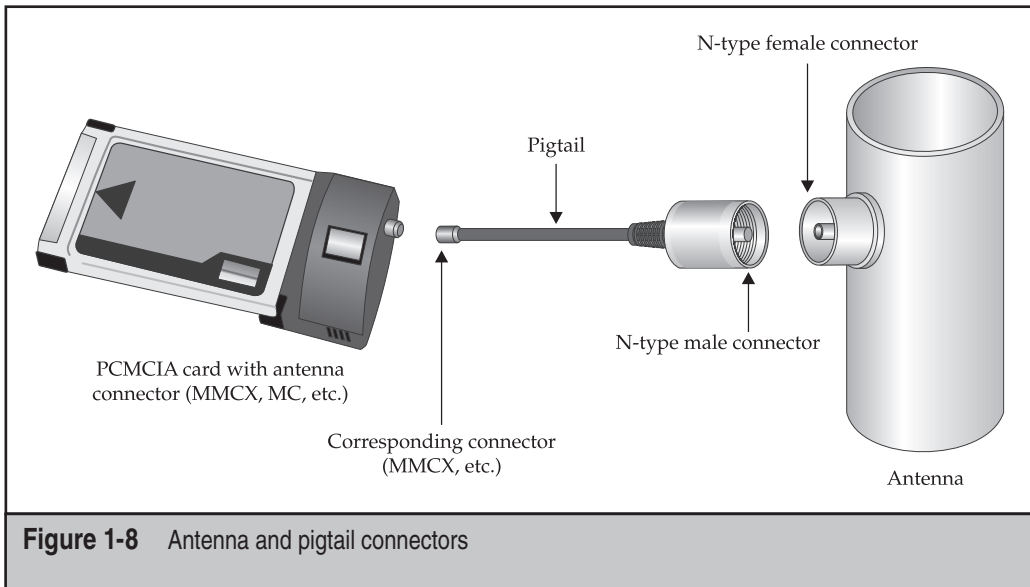 N-type female connector
Pigtail
N-type male connector
PCMCIA card with antenna
connector (MMCX, MC, etc.)
Corresponding connector
(MMCX, etc.)
Antenna
Figure 1-8 Antenna and pigtail connectors